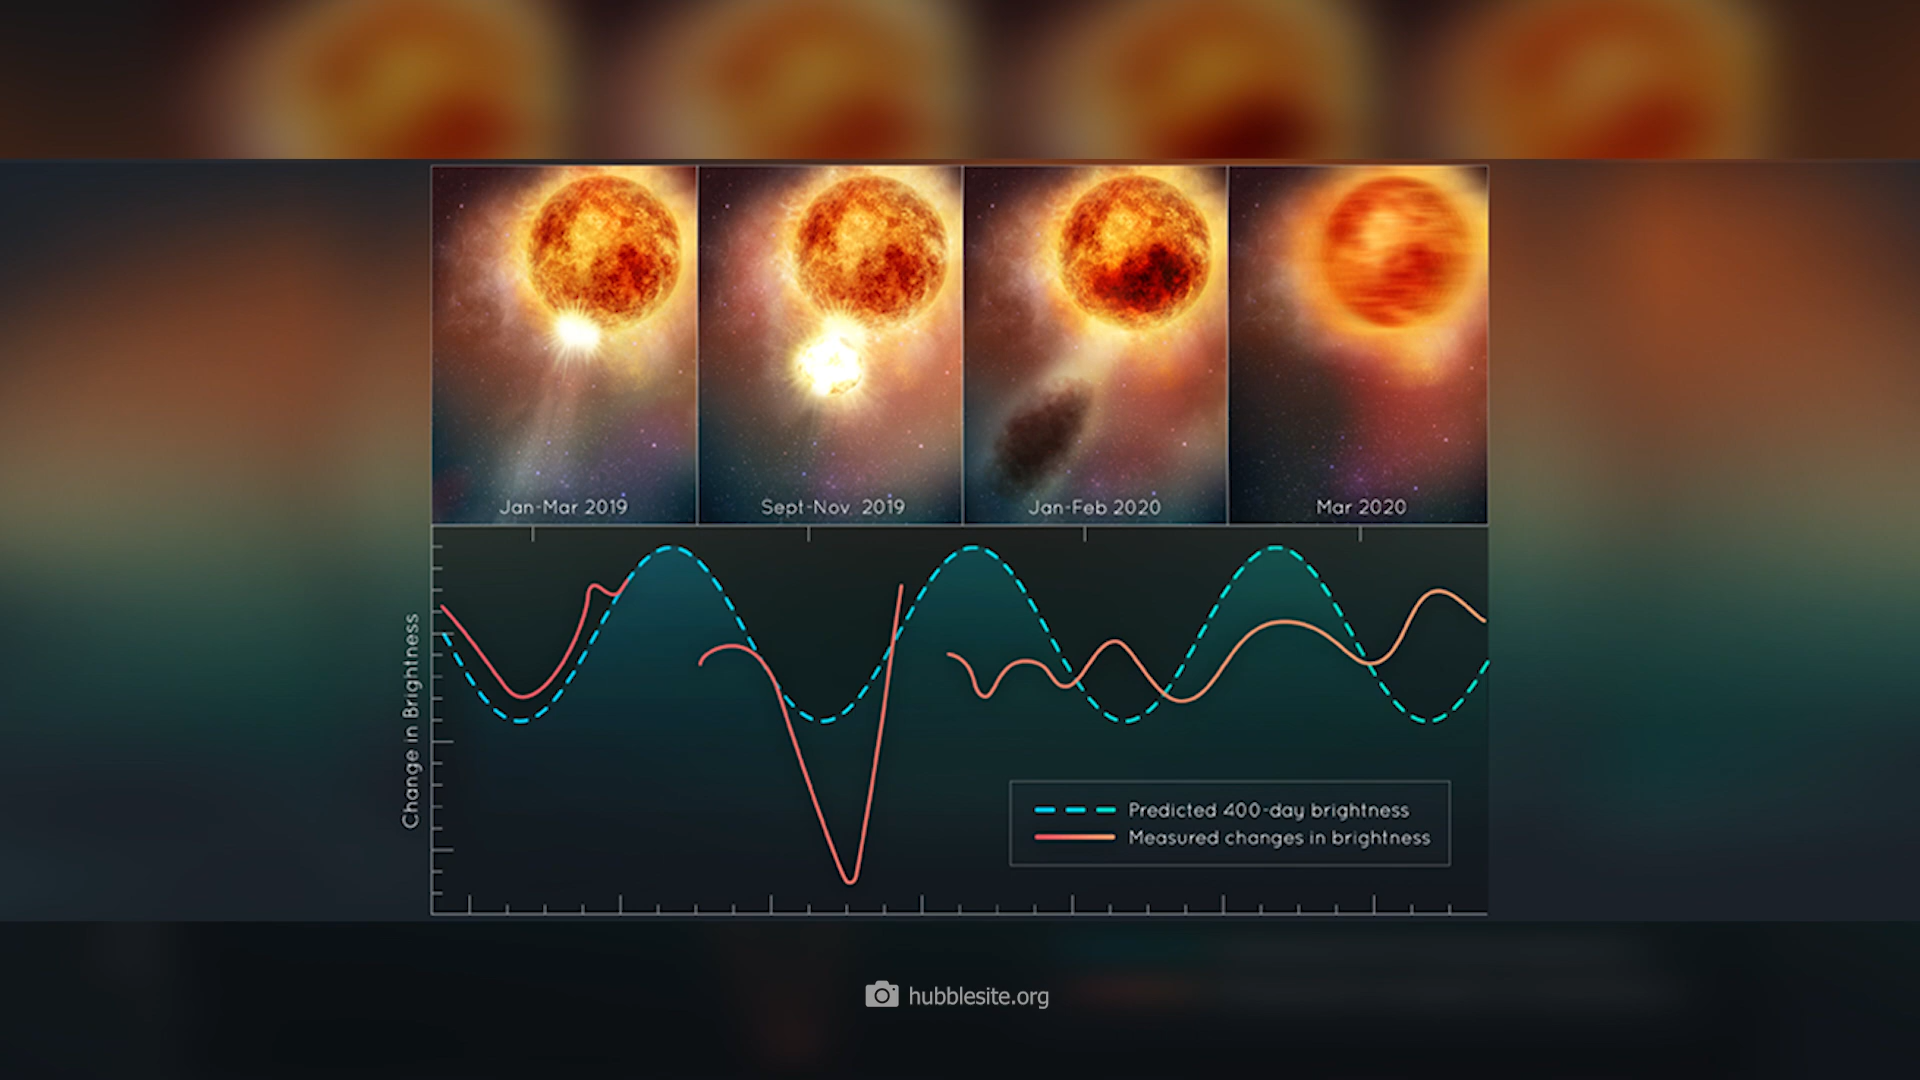 Jan-Mar 2019
Sept-Nov 2019
Jan-Feb 2020
Mar 2020
Change in Brightness
Predicted 400-day brightness
Measured changes in brightness
hubblesite.org